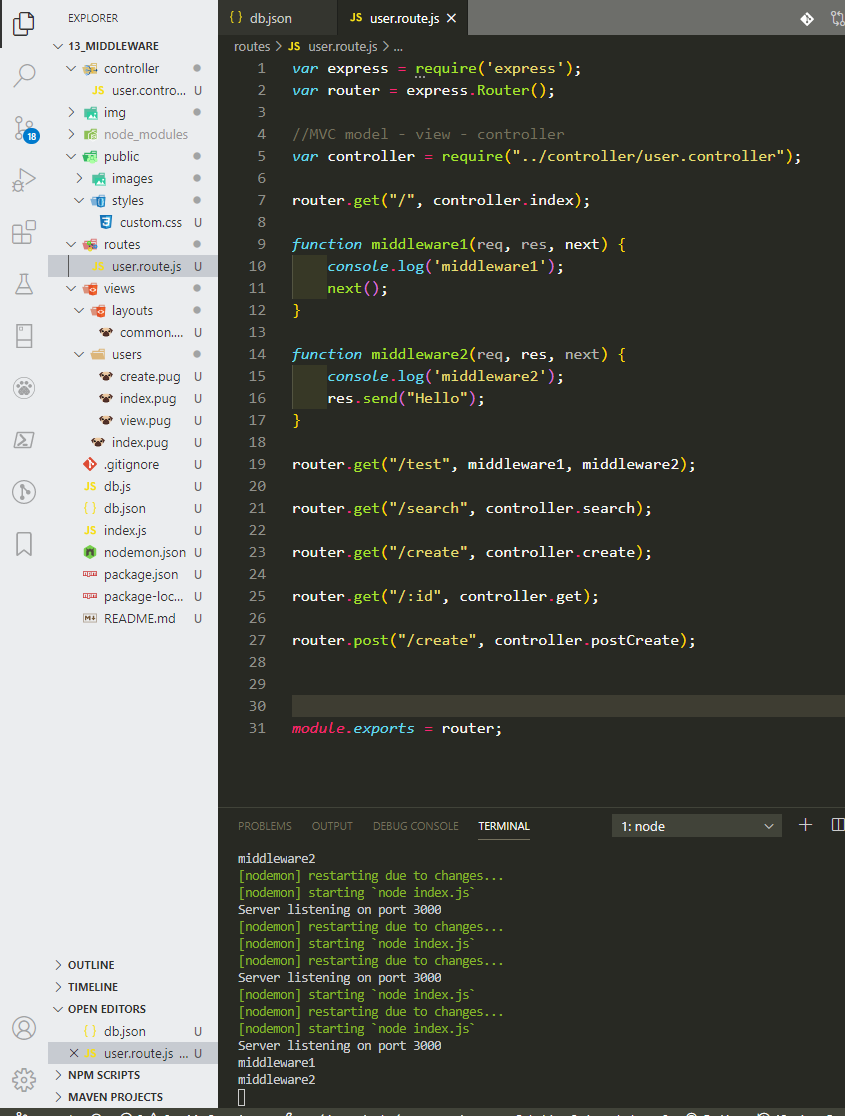 EXPLORER
13_MIDDLEWARE
controller
user.contro... U
img
node_modules
public
images
styles
custom.css U
routes
user.route.js U
views
layouts
common.... U
users
create.pug U
index.pug U
view.pug U
index.pug U
.gitignore U
JS db.js U
{ } db.json U
JS index.js U
nodemon.json U
package.json U
package-loc... U
README.md U
18
OUTLINE
TIMELINE
OPEN EDITORS
{ } db.json U
JS user.route.js ... U
NPM SCRIPTS
MAVEN PROJECTS
{ } db.json JS user.route.js
routes > JS user.route.js > ...
1 var express = require('express');
2 var router = express.Router();
3
4 //MVC model - view - controller
5 var controller = require("../controller/user.controller");
6
7 router.get("/", controller.index);
8
9 function middleware1(req, res, next) {
10 console.log('middleware1');
11 next();
12 }
13
14 function middleware2(req, res, next) {
15 console.log('middleware2');
16 res.send("Hello");
17 }
18
19 router.get("/test", middleware1, middleware2);
20
21 router.get("/search", controller.search);
22
23 router.get("/create", controller.create);
24
25 router.get("/:id", controller.get);
26
27 router.post("/create", controller.postCreate);
28
29
30
31 module.exports = router;
PROBLEMS OUTPUT DEBUG CONSOLE TERMINAL 1: node
middleware2
[nodemon] restarting due to changes...
[nodemon] starting `node index.js`
Server listening on port 3000
[nodemon] restarting due to changes...
[nodemon] starting `node index.js`
[nodemon] restarting due to changes...
Server listening on port 3000
[nodemon] starting `node index.js`
[nodemon] restarting due to changes...
[nodemon] starting `node index.js`
Server listening on port 3000
middleware1
middleware2